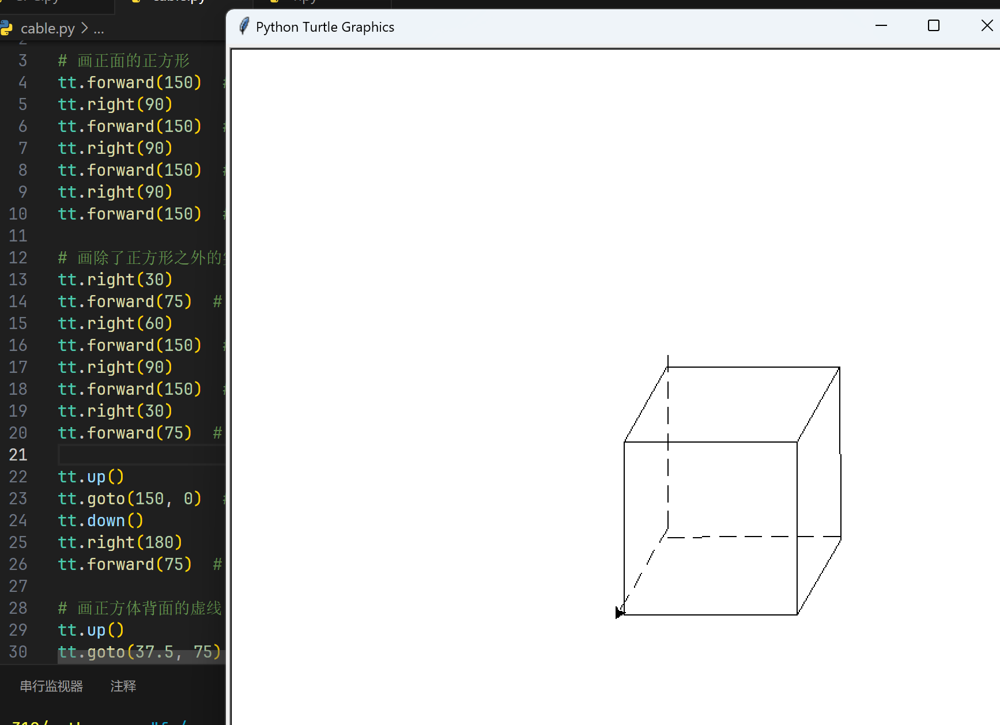 cable.py
cable.py > ...
Python Turtle Graphics
2
3 # 画正面的正方形
4 tt.forward(150) #
5 tt.right(90)
6 tt.forward(150) #
7 tt.right(90)
8 tt.forward(150) #
9 tt.right(90)
10 tt.forward(150) #
11
12 # 画除了正方形之外的
13 tt.right(30)
14 tt.forward(75) #
15 tt.right(60)
16 tt.forward(150) #
17 tt.right(90)
18 tt.forward(150) #
19 tt.right(30)
20 tt.forward(75) #
21
22 tt.up()
23 tt.goto(150, 0) #
24 tt.down()
25 tt.right(180)
26 tt.forward(75) #
27
28 # 画正方体背面的虚线
29 tt.up()
30 tt.goto(37.5, 75)
串行监视器 注释